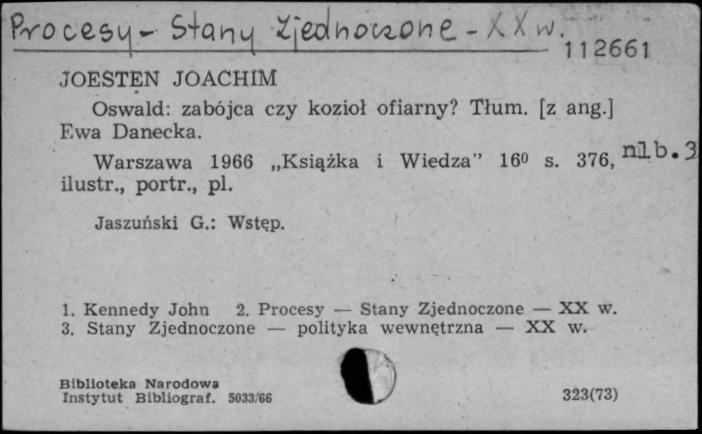 Procesy - Stany Zjednoczone - XX w.
112661
JOESTEN JOACHIM
Oswald: zabójca czy kozioł ofiarny? Tłum. [z ang.]
Ewa Danecka.
Warszawa 1966 „Książka i Wiedza" 16⁰ s. 376, nlb. 3
ilustr., portr., pl.
Jaszuński G.: Wstęp.
1. Kennedy John 2. Procesy — Stany Zjednoczone — XX w.
3. Stany Zjednoczone — polityka wewnętrzna — XX w.
Biblioteka Narodowa
Instytut Bibliograf. 5033/66
323(73)